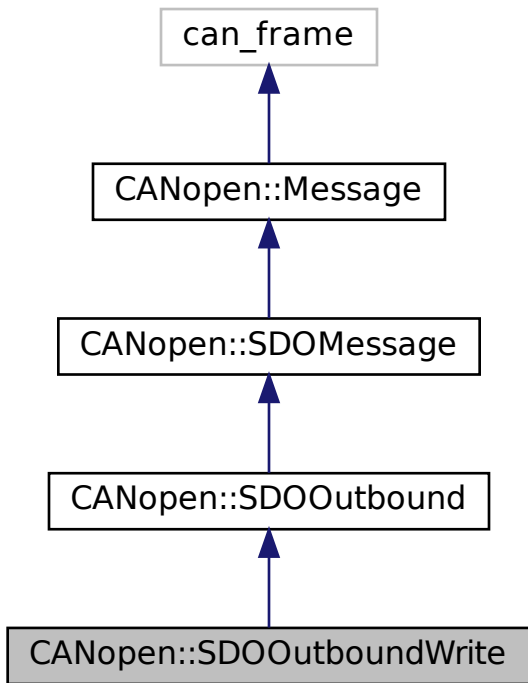 can_frame
CANopen::Message
CANopen::SDOMessage
CANopen::SDOOutbound
CANopen::SDOOutboundWrite